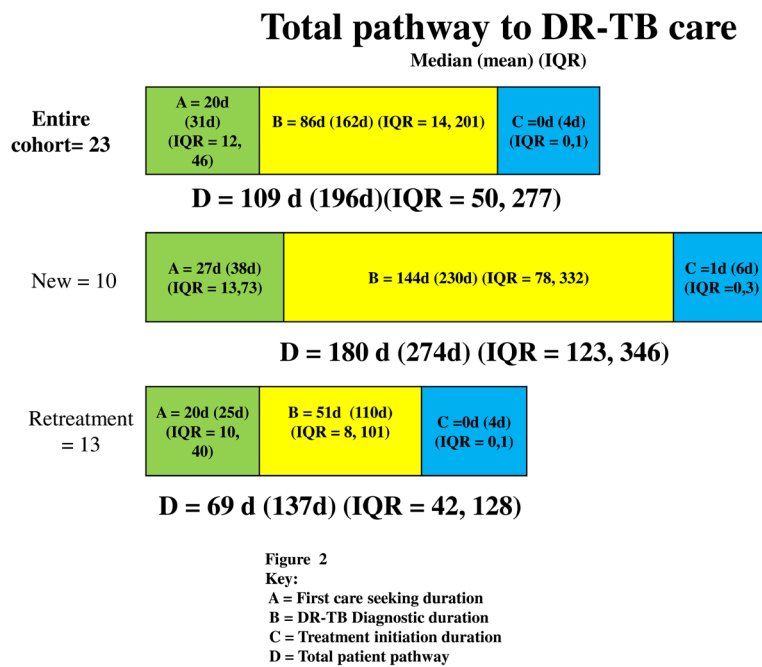 Total pathway to DR-TB care
Median (mean) (IQR)
Entire
cohort= 23
A = 20d
(31d)
(IQR = 12,
46)
B = 86d (162d) (IQR = 14, 201)
C =0d (4d)
(IQR = 0,1)
D = 109 d (196d)(IQR = 50, 277)
New = 10
A = 27d (38d)
(IQR = 13,73)
B = 144d (230d) (IQR = 78, 332)
C =1d (6d)
(IQR =0,3)
D = 180 d (274d) (IQR = 123, 346)
Retreatment
= 13
A = 20d (25d)
(IQR = 10,
40)
B = 51d (110d)
(IQR = 8, 101)
C =0d (4d)
(IQR = 0,1)
D = 69 d (137d) (IQR = 42, 128)
Figure 2
Key:
A = First care seeking duration
B = DR-TB Diagnostic duration
C = Treatment initiation duration
D = Total patient pathway